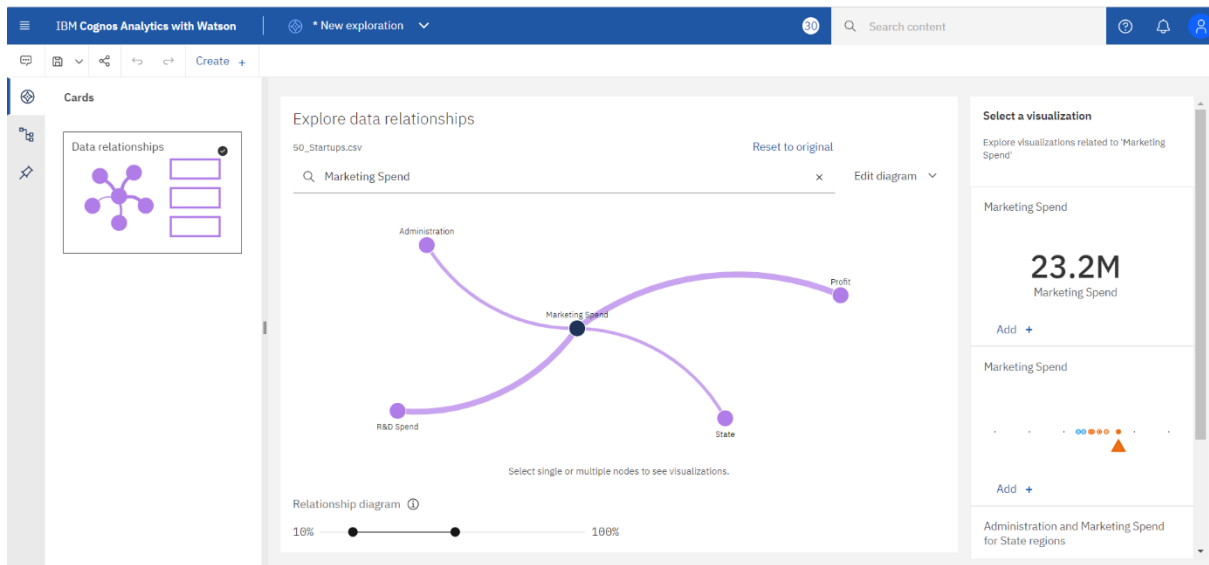 IBM Cognos Analytics with Watson
* New exploration
30
Search content
Create +
Cards
Data relationships
Explore data relationships
50_Startups.csv
Reset to original
Marketing Spend
×
Edit diagram
Administration
Profit
Marketing Spend
R&D Spend
State
Select single or multiple nodes to see visualizations.
Relationship diagram
10%
100%
Select a visualization
Explore visualizations related to 'Marketing
Spend'
Marketing Spend
23.2M
Marketing Spend
Add +
Marketing Spend
Add +
Administration and Marketing Spend
for State regions